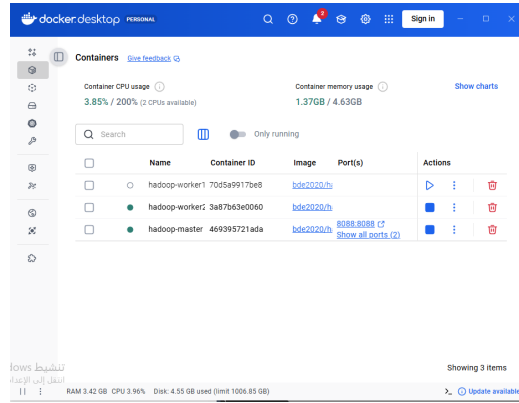 docker.desktop PERSONAL 2 Sign in
Containers Give feedback
Container CPU usage
3.85% / 200% (2 CPUs available)
Container memory usage
1.37GB / 4.63GB
Show charts
Search Only running
Name Container ID Image Port(s) Actions
hadoop-worker1 70d5a9917be8 bde2020/ha
hadoop-worker2 3a87b63e0060 bde2020/h
8088:8088
hadoop-master 469395721ada bde2020/h Show all ports (2)
Showing 3 items
تنشيط
انتقل إلى
RAM 3.42 GB CPU 3.96% Disk: 4.55 GB used (limit 1006.85 GB) Update available